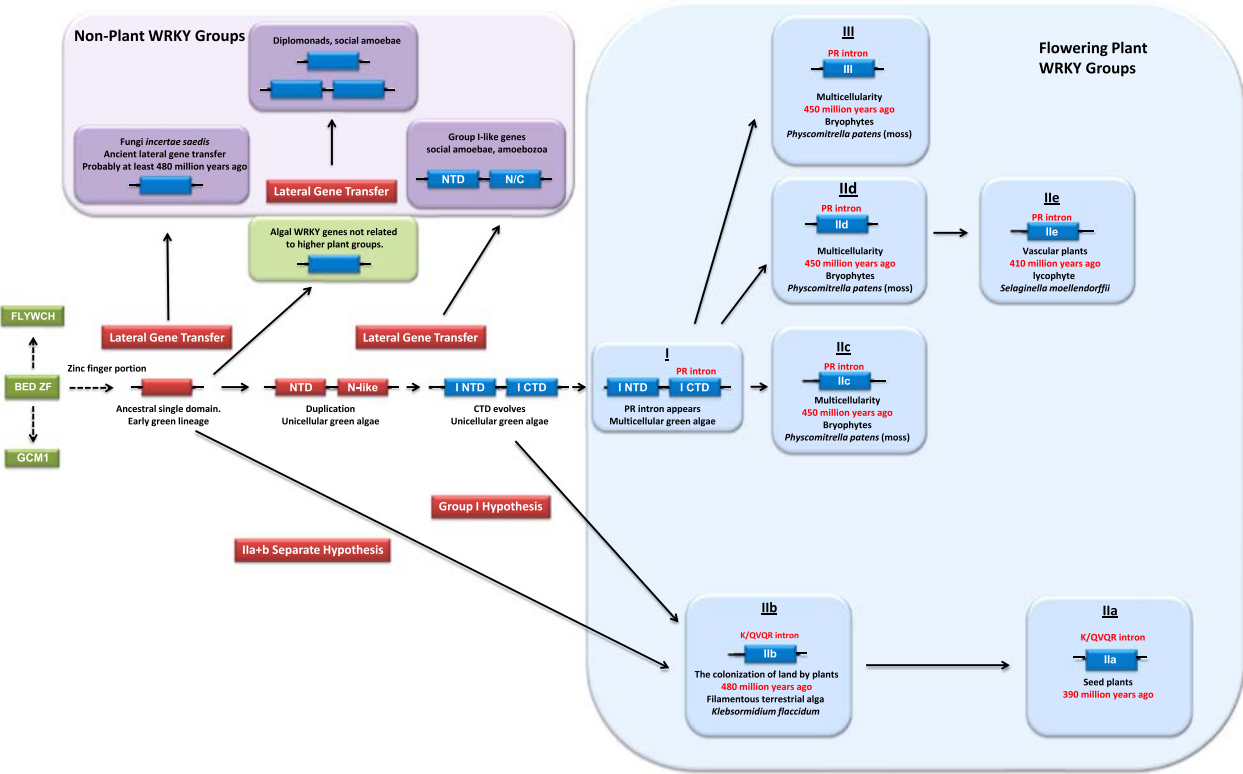 Non-Plant WRKY Groups
Diplomonads, social amoebae
Fungi incertae saedis
Ancient lateral gene transfer
Probably at least 480 million years ago
Lateral Gene Transfer
Group I-like genes
social amoebae, amoebozoa
NTD N/C
Algal WRKY genes not related
to higher plant groups.
FLYWCH
Lateral Gene Transfer
Lateral Gene Transfer
BED ZF
Zinc finger portion
GCM1
Ancestral single domain.
Early green lineage
NTD N-like
Duplication
Unicellular green algae
I NTD I CTD
CTD evolves
Unicellular green algae
Group I Hypothesis
IIa+b Separate Hypothesis
Flowering Plant
WRKY Groups
III
PR intron
III
Multicellularity
450 million years ago
Bryophytes
Physcomitrella patens (moss)
IId
PR intron
IId
Multicellularity
450 million years ago
Bryophytes
Physcomitrella patens (moss)
IIe
PR intron
IIe
Vascular plants
410 million years ago
lycophyte
Selaginella moellendorffii
I
PR intron
I NTD I CTD
PR intron appears
Multicellular green algae
IIc
PR intron
IIc
Multicellularity
450 million years ago
Bryophytes
Physcomitrella patens (moss)
IIb
K/QVQR intron
IIb
The colonization of land by plants
480 million years ago
Filamentous terrestrial alga
Klebsormidium flaccidum
IIa
K/QVQR intron
IIa
Seed plants
390 million years ago